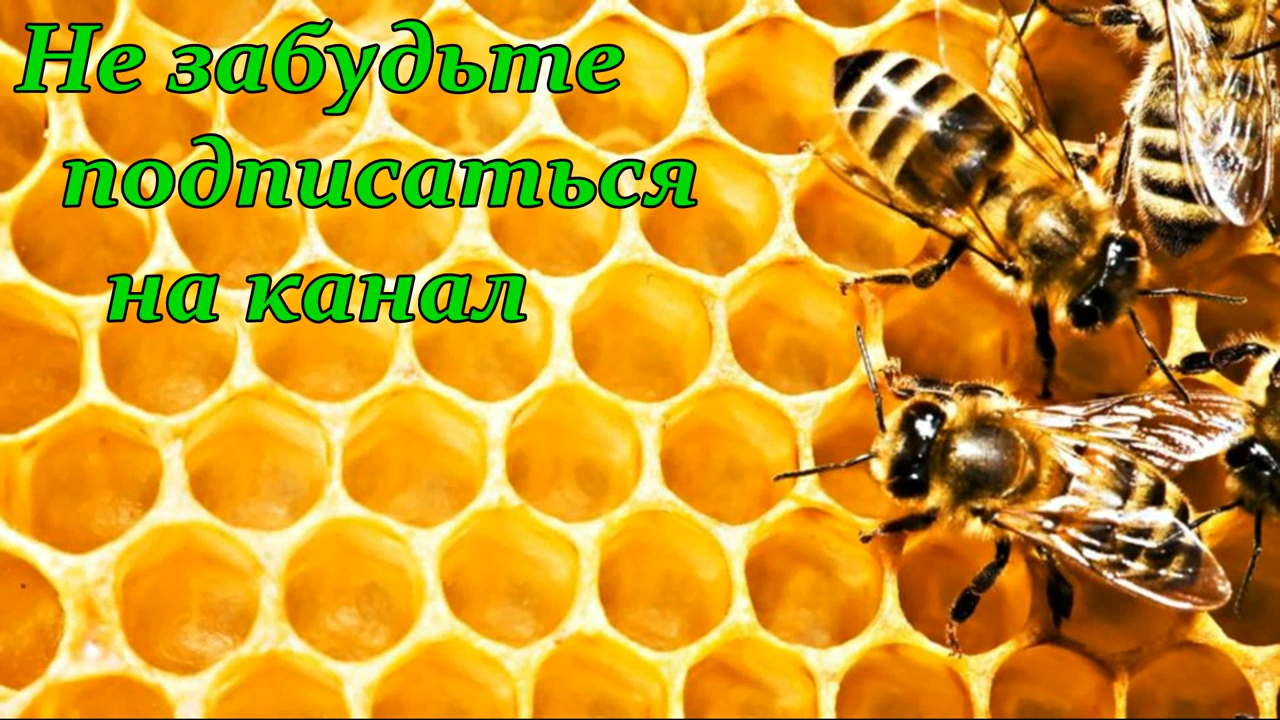 Не забудьте
подписаться
на канал